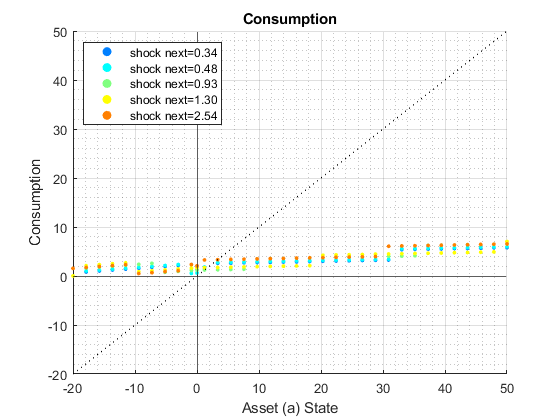 Consumption
50
40
30
20
10
0
-10
-20
Consumption
shock next=0.34
shock next=0.48
shock next=0.93
shock next=1.30
shock next=2.54
-20
-10
0
10
20
30
40
50
Asset (a) State